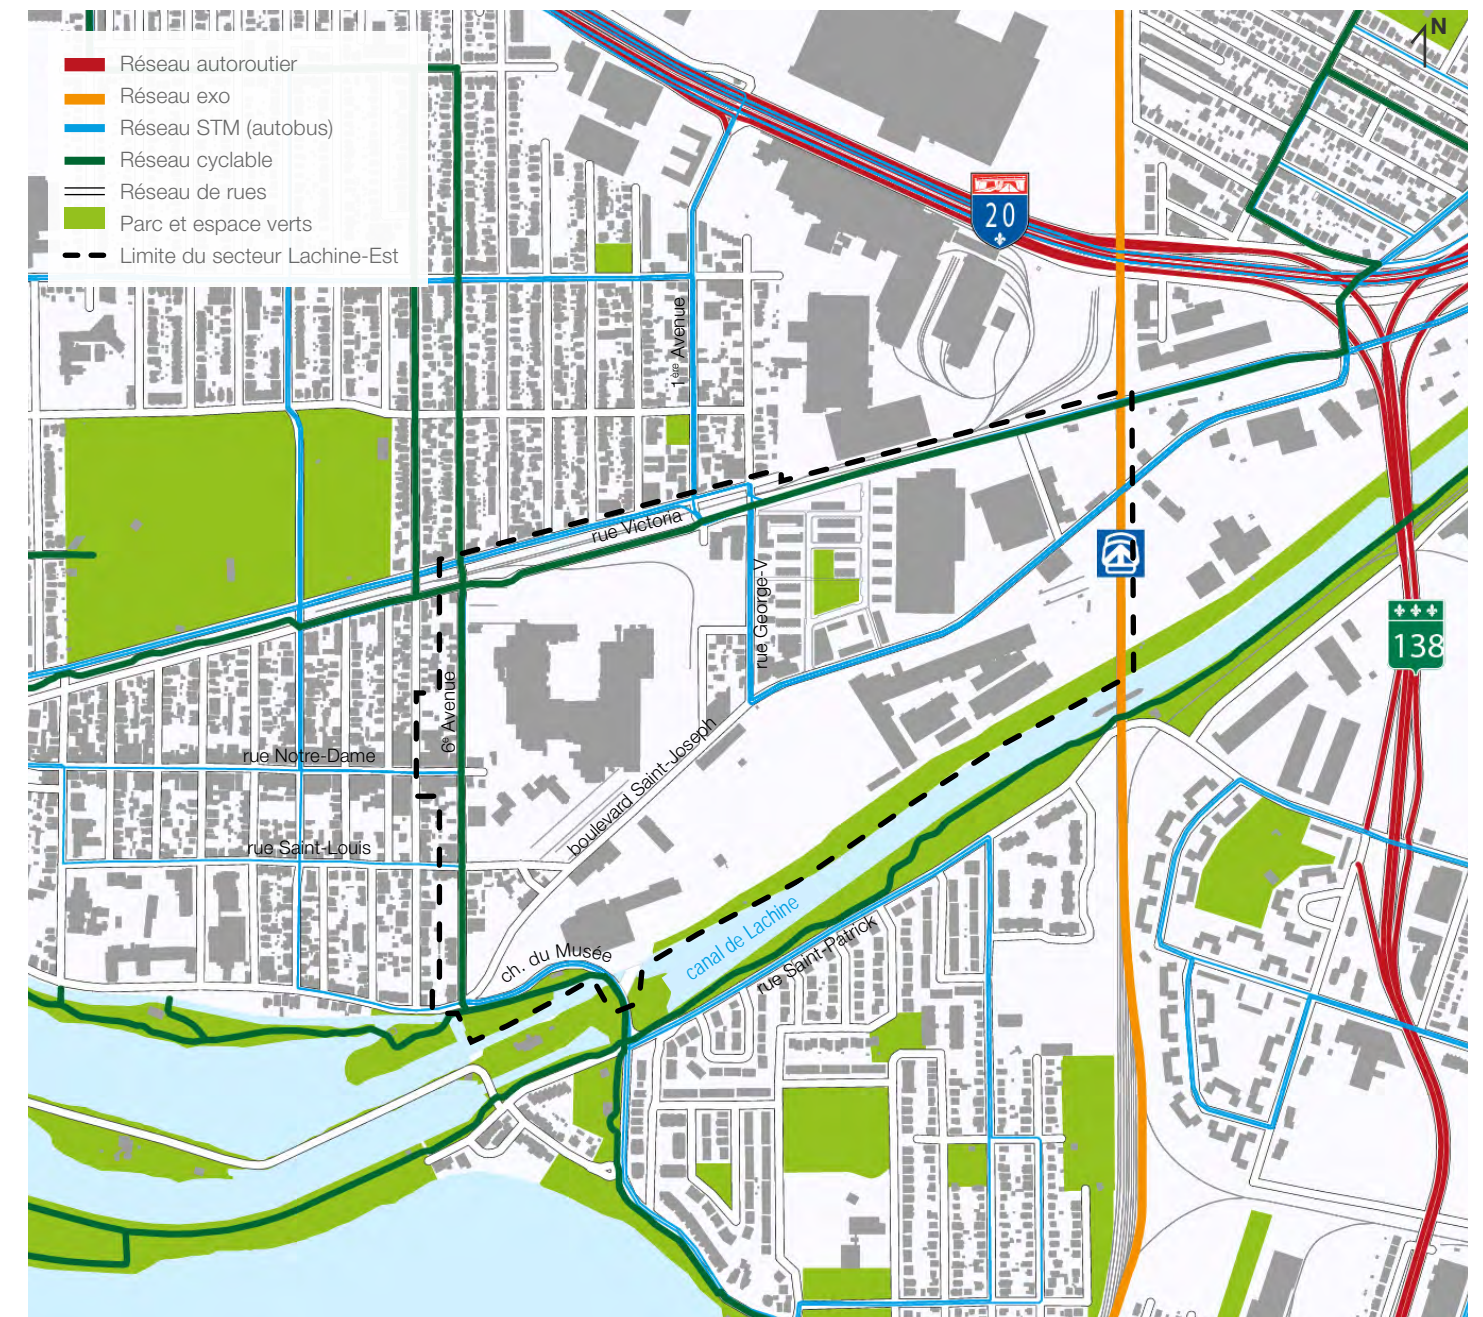 Réseau autoroutier
Réseau exo
Réseau STM (autobus)
Réseau cyclable
Réseau de rues
Parc et espace verts
Limite du secteur Lachine-Est
N
20
1ère Avenue
rue Victoria
rue George-V
138
6e Avenue
rue Notre-Dame
boulevard Saint-Joseph
rue Saint-Louis
canal de Lachine
ch. du Musée
rue Saint-Patrick